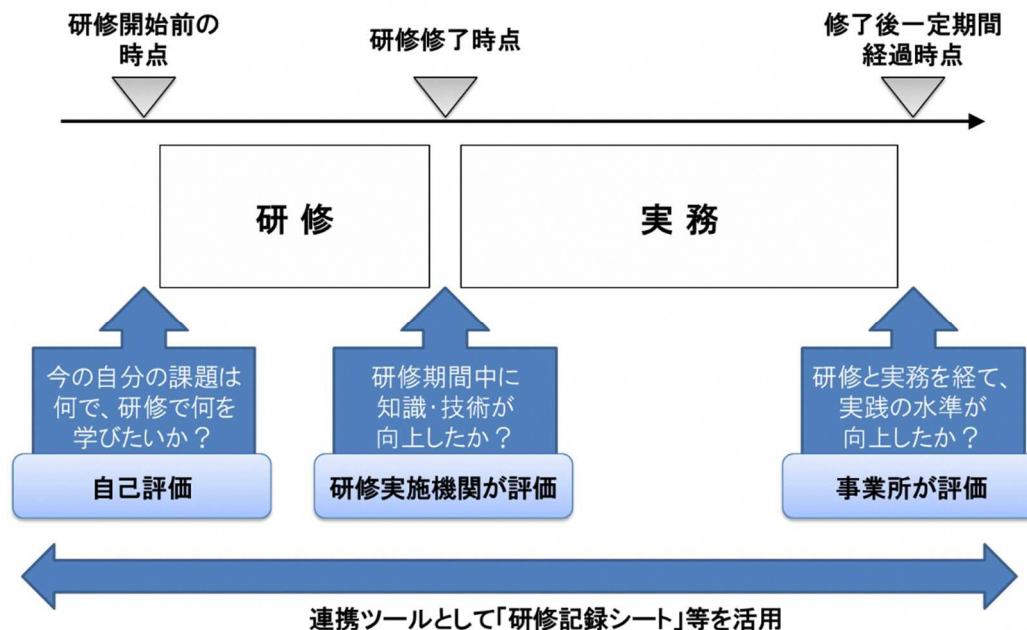 研修開始前の
時点
研修修了時点
修了後一定期間
経過時点
研修
実務
今の自分の課題は
何で、研修で何を
学びたいか？
自己評価
研修期間中に
知識・技術が
向上したか？
研修実施機関が評価
研修と実務を経て、
実践の水準が
向上したか？
事業所が評価
連携ツールとして「研修記録シート」等を活用